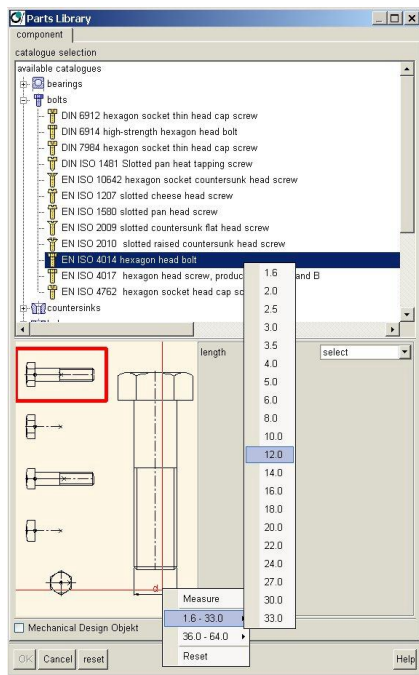 Parts Library
component
catalogue selection
available catalogues
bearings
bolts
DIN 6912 hexagon socket thin head cap screw
DIN 6914 high-strength hexagon head bolt
DIN 7984 hexagon socket thin head cap screw
DIN ISO 1481 Slotted pan heat tapping screw
EN ISO 10642 hexagon socket countersunk head screw
EN ISO 1207 slotted cheese head screw
EN ISO 1580 slotted pan head screw
EN ISO 2009 slotted countersunk flat head screw
EN ISO 2010 slotted raised countersunk head screw
EN ISO 4014 hexagon head bolt
EN ISO 4017 hexagon head screw, produc and B
EN ISO 4762 hexagon socket head cap sc
countersinks
length
select
1.6
2.0
2.5
3.0
3.5
4.0
5.0
6.0
8.0
10.0
12.0
14.0
16.0
18.0
20.0
22.0
24.0
27.0
30.0
33.0
d
Measure
1.6 - 33.0
36.0 - 64.0
Reset
Mechanical Design Objekt
OK Cancel reset Help